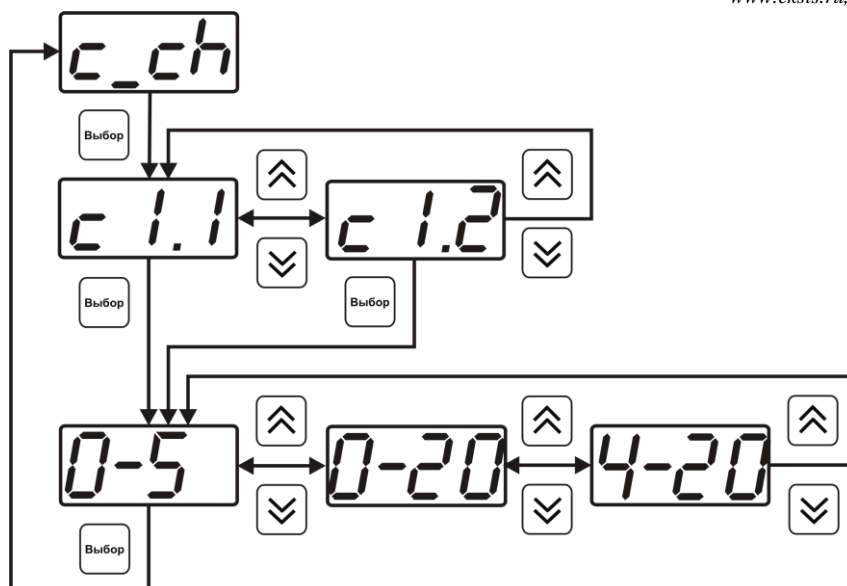 www.eksis.ru,
c_ch
Выбор
c 1.1
c 1.2
Выбор
Выбор
0-5
0-20
4-20
Выбор